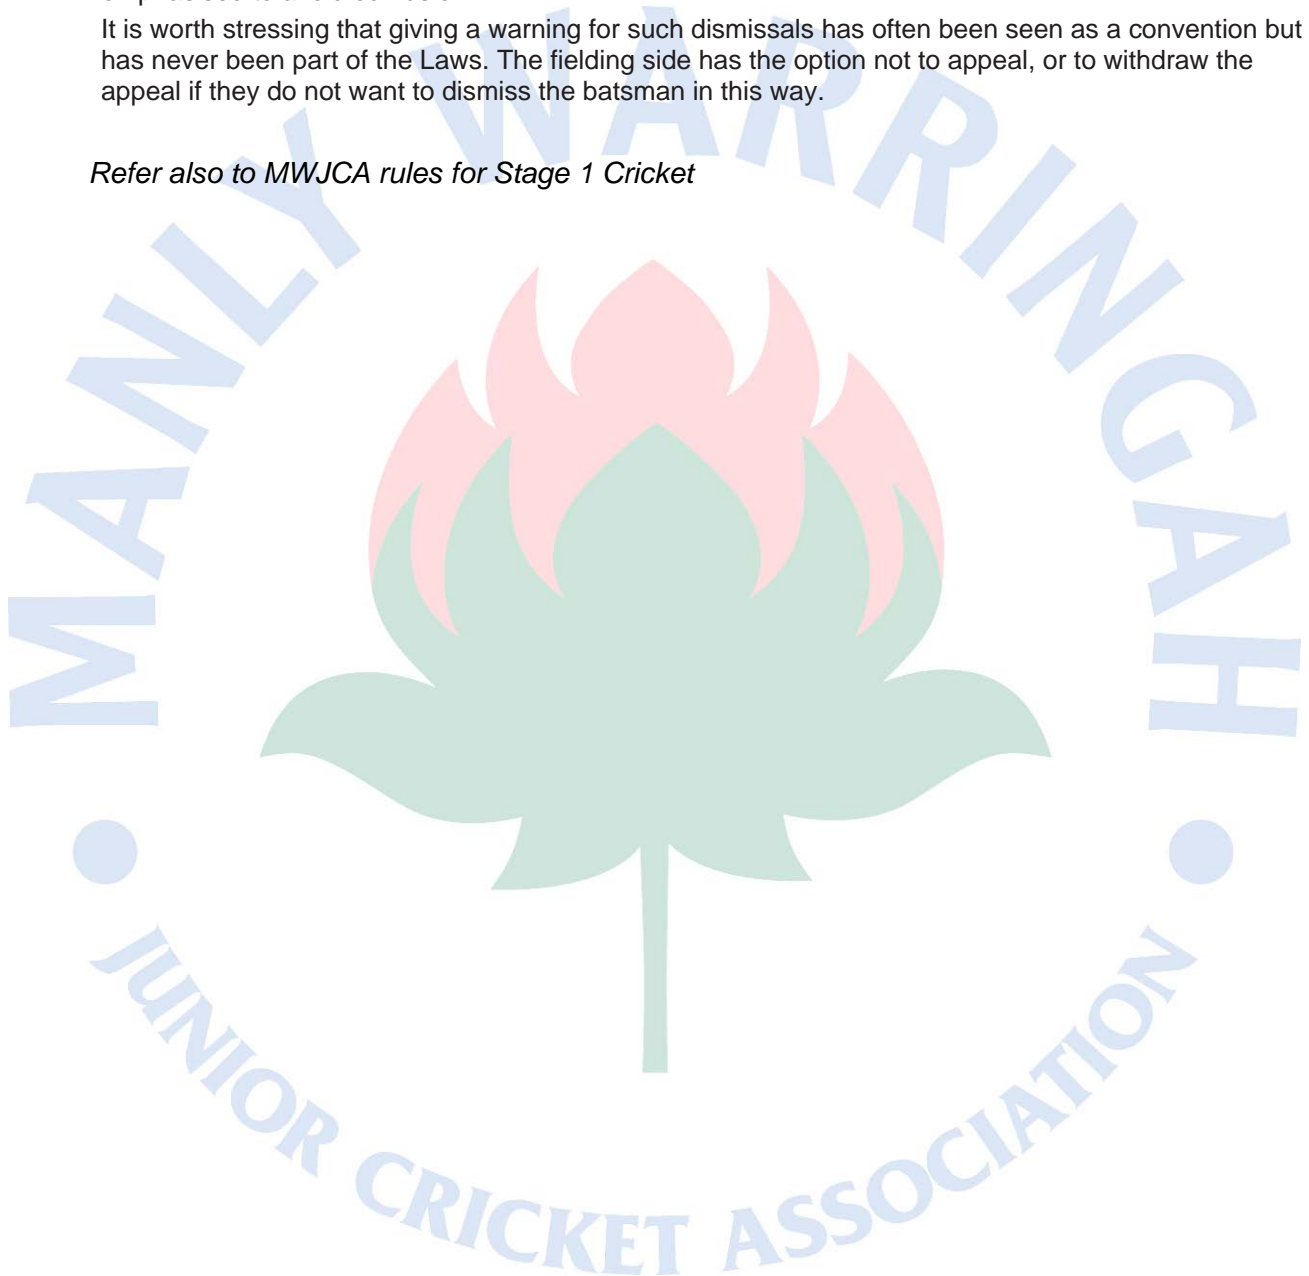 It is worth stressing that giving a warning for such dismissals has often been seen as a convention but
has never been part of the Laws. The fielding side has the option not to appeal, or to withdraw the
appeal if they do not want to dismiss the batsman in this way.
Refer also to MWJCA rules for Stage 1 Cricket
MANLY WARRINGAH
JUNIOR CRICKET ASSOCIATION